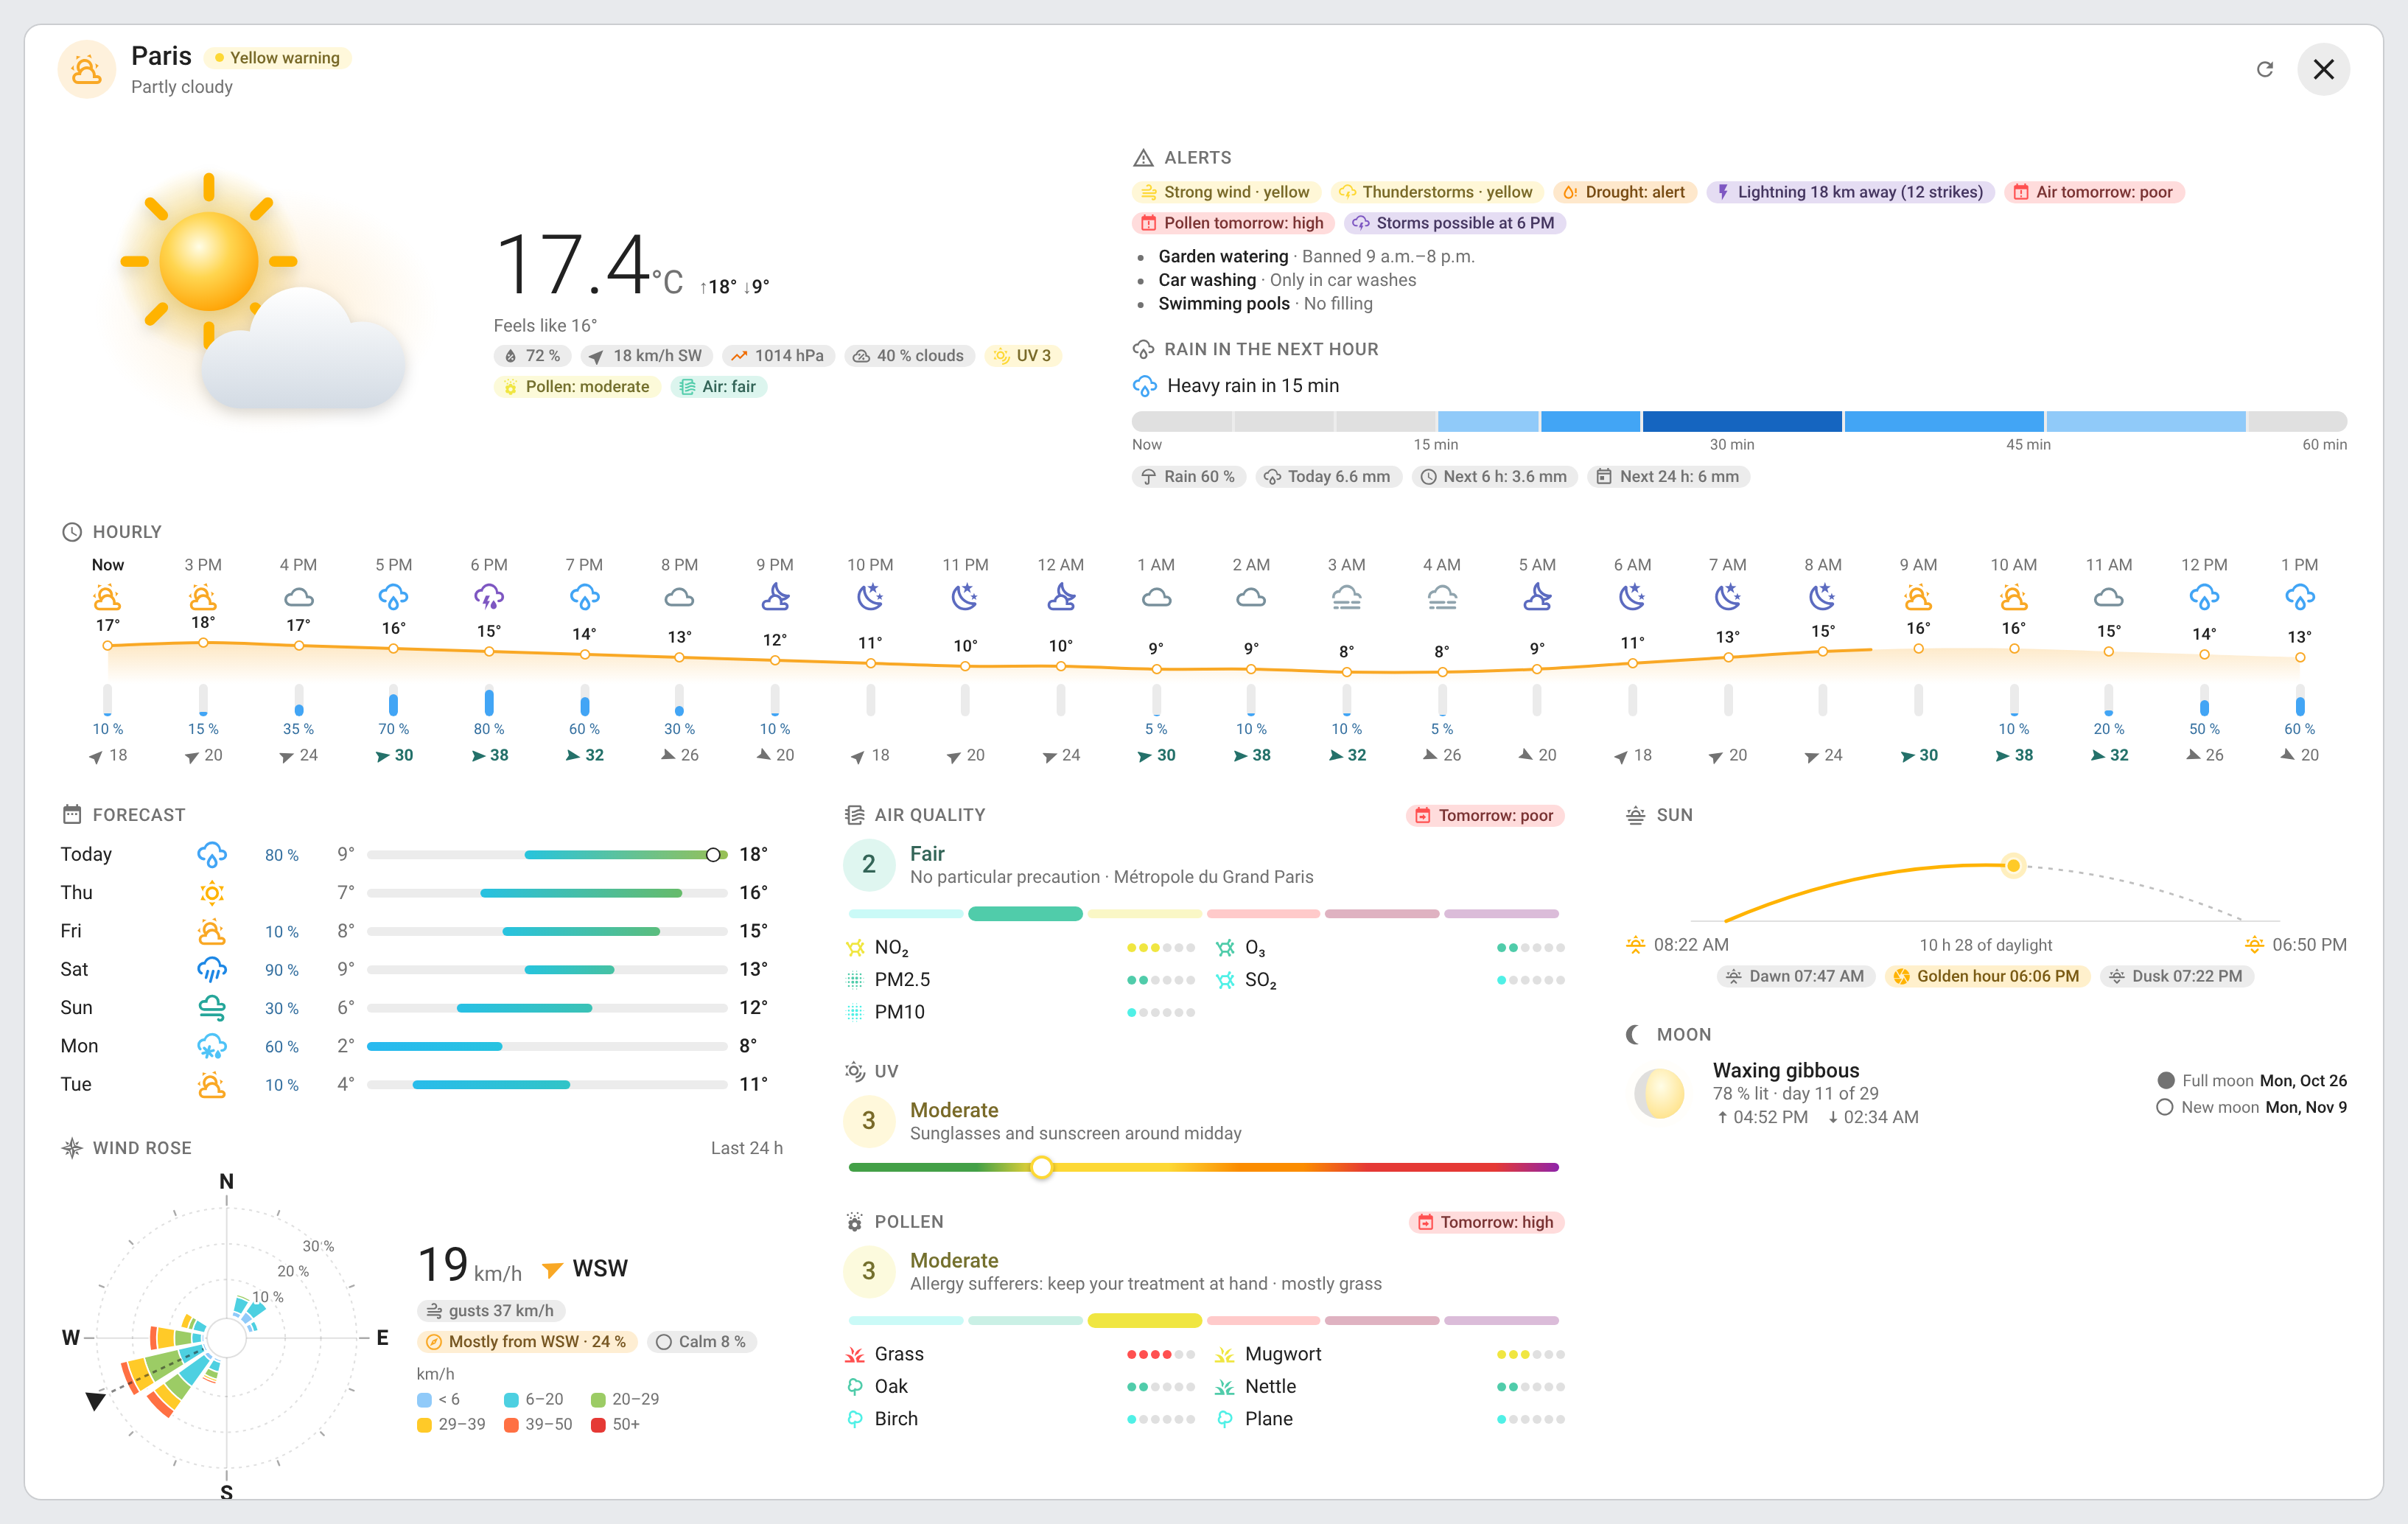 Paris
Yellow warning
Partly cloudy
17.4°C ↑18° ↓9°
Feels like 16°
72 % 18 km/h SW 1014 hPa 40 % clouds UV 3
Pollen: moderate Air: fair
ALERTS
Strong wind · yellow Thunderstorms · yellow Drought: alert Lightning 18 km away (12 strikes) Air tomorrow: poor
Pollen tomorrow: high Storms possible at 6 PM
• Garden watering · Banned 9 a.m.–8 p.m.
• Car washing · Only in car washes
• Swimming pools · No filling
RAIN IN THE NEXT HOUR
Heavy rain in 15 min
Now 15 min 30 min 45 min 60 min
Rain 60 % Today 6.6 mm Next 6 h: 3.6 mm Next 24 h: 6 mm
HOURLY
Now 3 PM 4 PM 5 PM 6 PM 7 PM 8 PM 9 PM 10 PM 11 PM 12 AM 1 AM 2 AM 3 AM 4 AM 5 AM 6 AM 7 AM 8 AM 9 AM 10 AM 11 AM 12 PM 1 PM
17° 18° 17° 16° 15° 14° 13° 12° 11° 10° 10° 9° 9° 8° 8° 9° 11° 13° 15° 16° 16° 15° 14° 13°
10 % 15 % 35 % 70 % 80 % 60 % 30 % 10 % 5 % 10 % 10 % 5 % 10 % 20 % 50 % 60 %
18 20 24 30 38 32 26 20 18 20 24 30 38 32 26 20 18 20 24 30 38 32 26 20
FORECAST
Today 80 % 9° 18°
Thu 7° 16°
Fri 10 % 8° 15°
Sat 90 % 9° 13°
Sun 30 % 6° 12°
Mon 60 % 2° 8°
Tue 10 % 4° 11°
WIND ROSE Last 24 h
N
30 %
20 %
10 %
W E
S
19 km/h WSW
gusts 37 km/h
Mostly from WSW · 24 % Calm 8 %
km/h
< 6 6–20 20–29
29–39 39–50 50+
AIR QUALITY Tomorrow: poor
2 Fair
No particular precaution · Métropole du Grand Paris
NO₂ O₃
PM2.5 SO₂
PM10
UV
3 Moderate
Sunglasses and sunscreen around midday
POLLEN Tomorrow: high
3 Moderate
Allergy sufferers: keep your treatment at hand · mostly grass
Grass Mugwort
Oak Nettle
Birch Plane
SUN
08:22 AM 10 h 28 of daylight 06:50 PM
Dawn 07:47 AM Golden hour 06:06 PM Dusk 07:22 PM
MOON
Waxing gibbous
78 % lit · day 11 of 29
↑ 04:52 PM ↓ 02:34 AM
Full moon Mon, Oct 26
New moon Mon, Nov 9